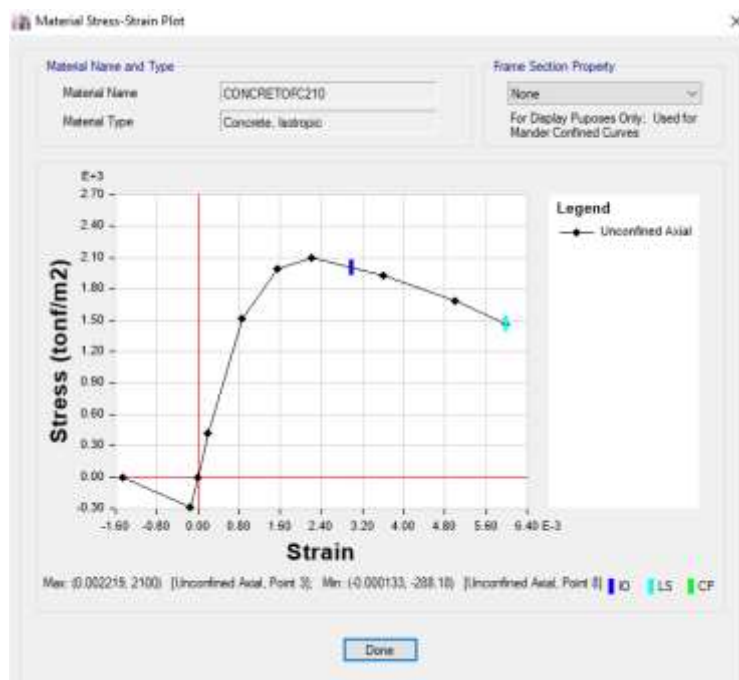 Material Stress-Strain Plot
Material Name and Type
Material Name
CONCRETOFC210
Material Type
Concrete, Isotropic
Frame Section Property
None
For Display Puposes Only; Used for
Mander Confined Curves
E+3
2.70
2.40
2.10
1.80
1.50
1.20
0.90
0.60
0.30
0.00
-0.30
Stress (tonf/m2)
-1.60 -0.80 0.00 0.80 1.60 2.40 3.20 4.00 4.80 5.60 6.40 E-3
Strain
Legend
Unconfined Axial
Max: (0.002219, 2100) [Unconfined Axial, Point 3]; Min: (-0.000133, -288.18) [Unconfined Axial, Point 8]
IO LS CP
Done